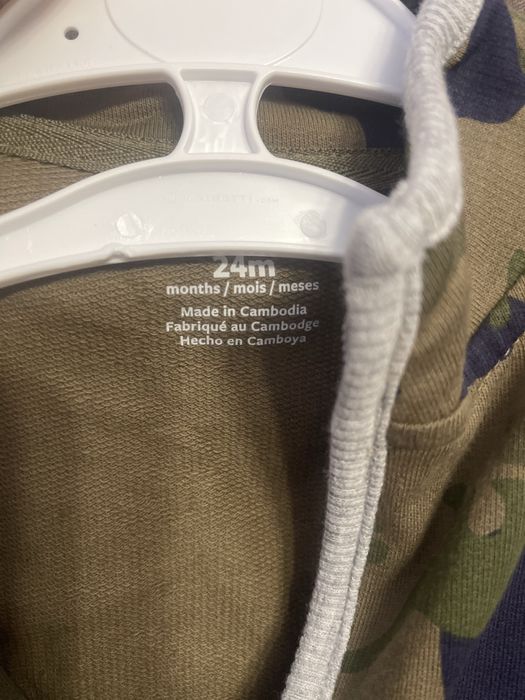 24m
months / mois / meses
Made in Cambodia
Fabriqué au Cambodge
Hecho en Camboya